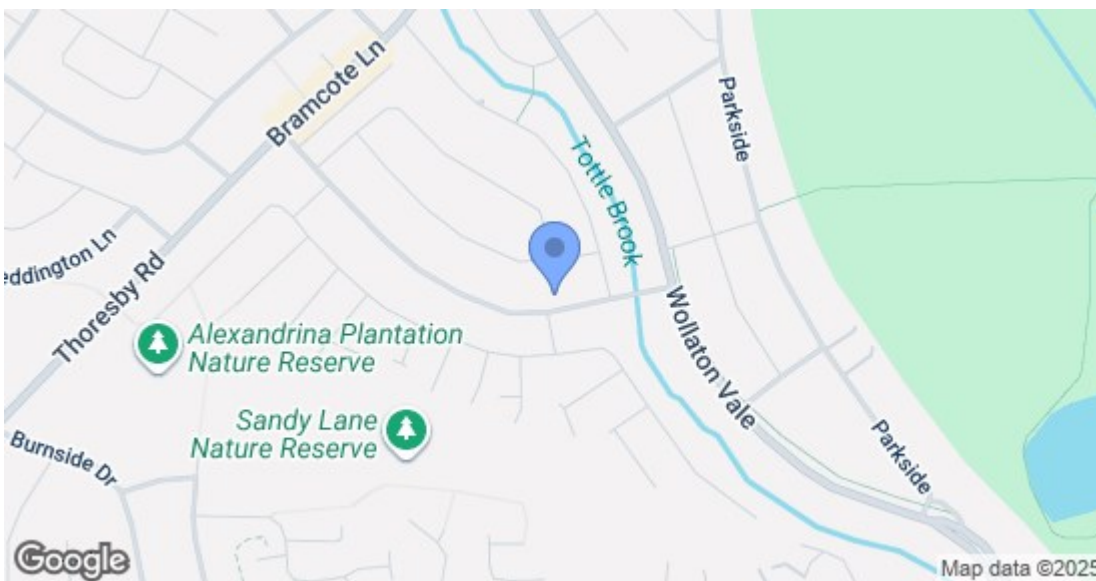 Bramcote Ln
Parkside
Tottle Brook
eddington Ln
Thoresby Rd
Alexandrina Plantation
Nature Reserve
Wollaton Vale
Sandy Lane
Nature Reserve
Burnside Dr
Parkside
Google
Map data ©2025